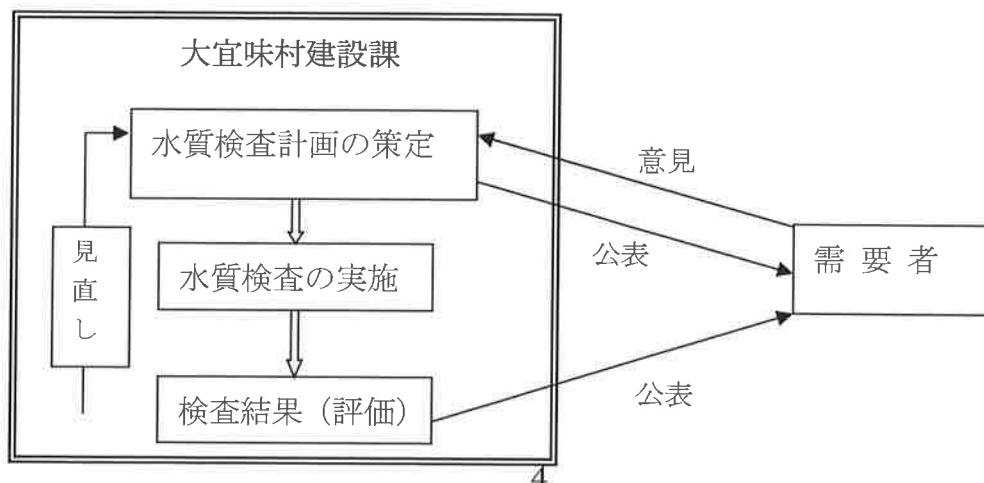 大宜味村建設課
水質検査計画の策定
意見
公表
見直し
水質検査の実施
需要者
検査結果（評価）
公表
4